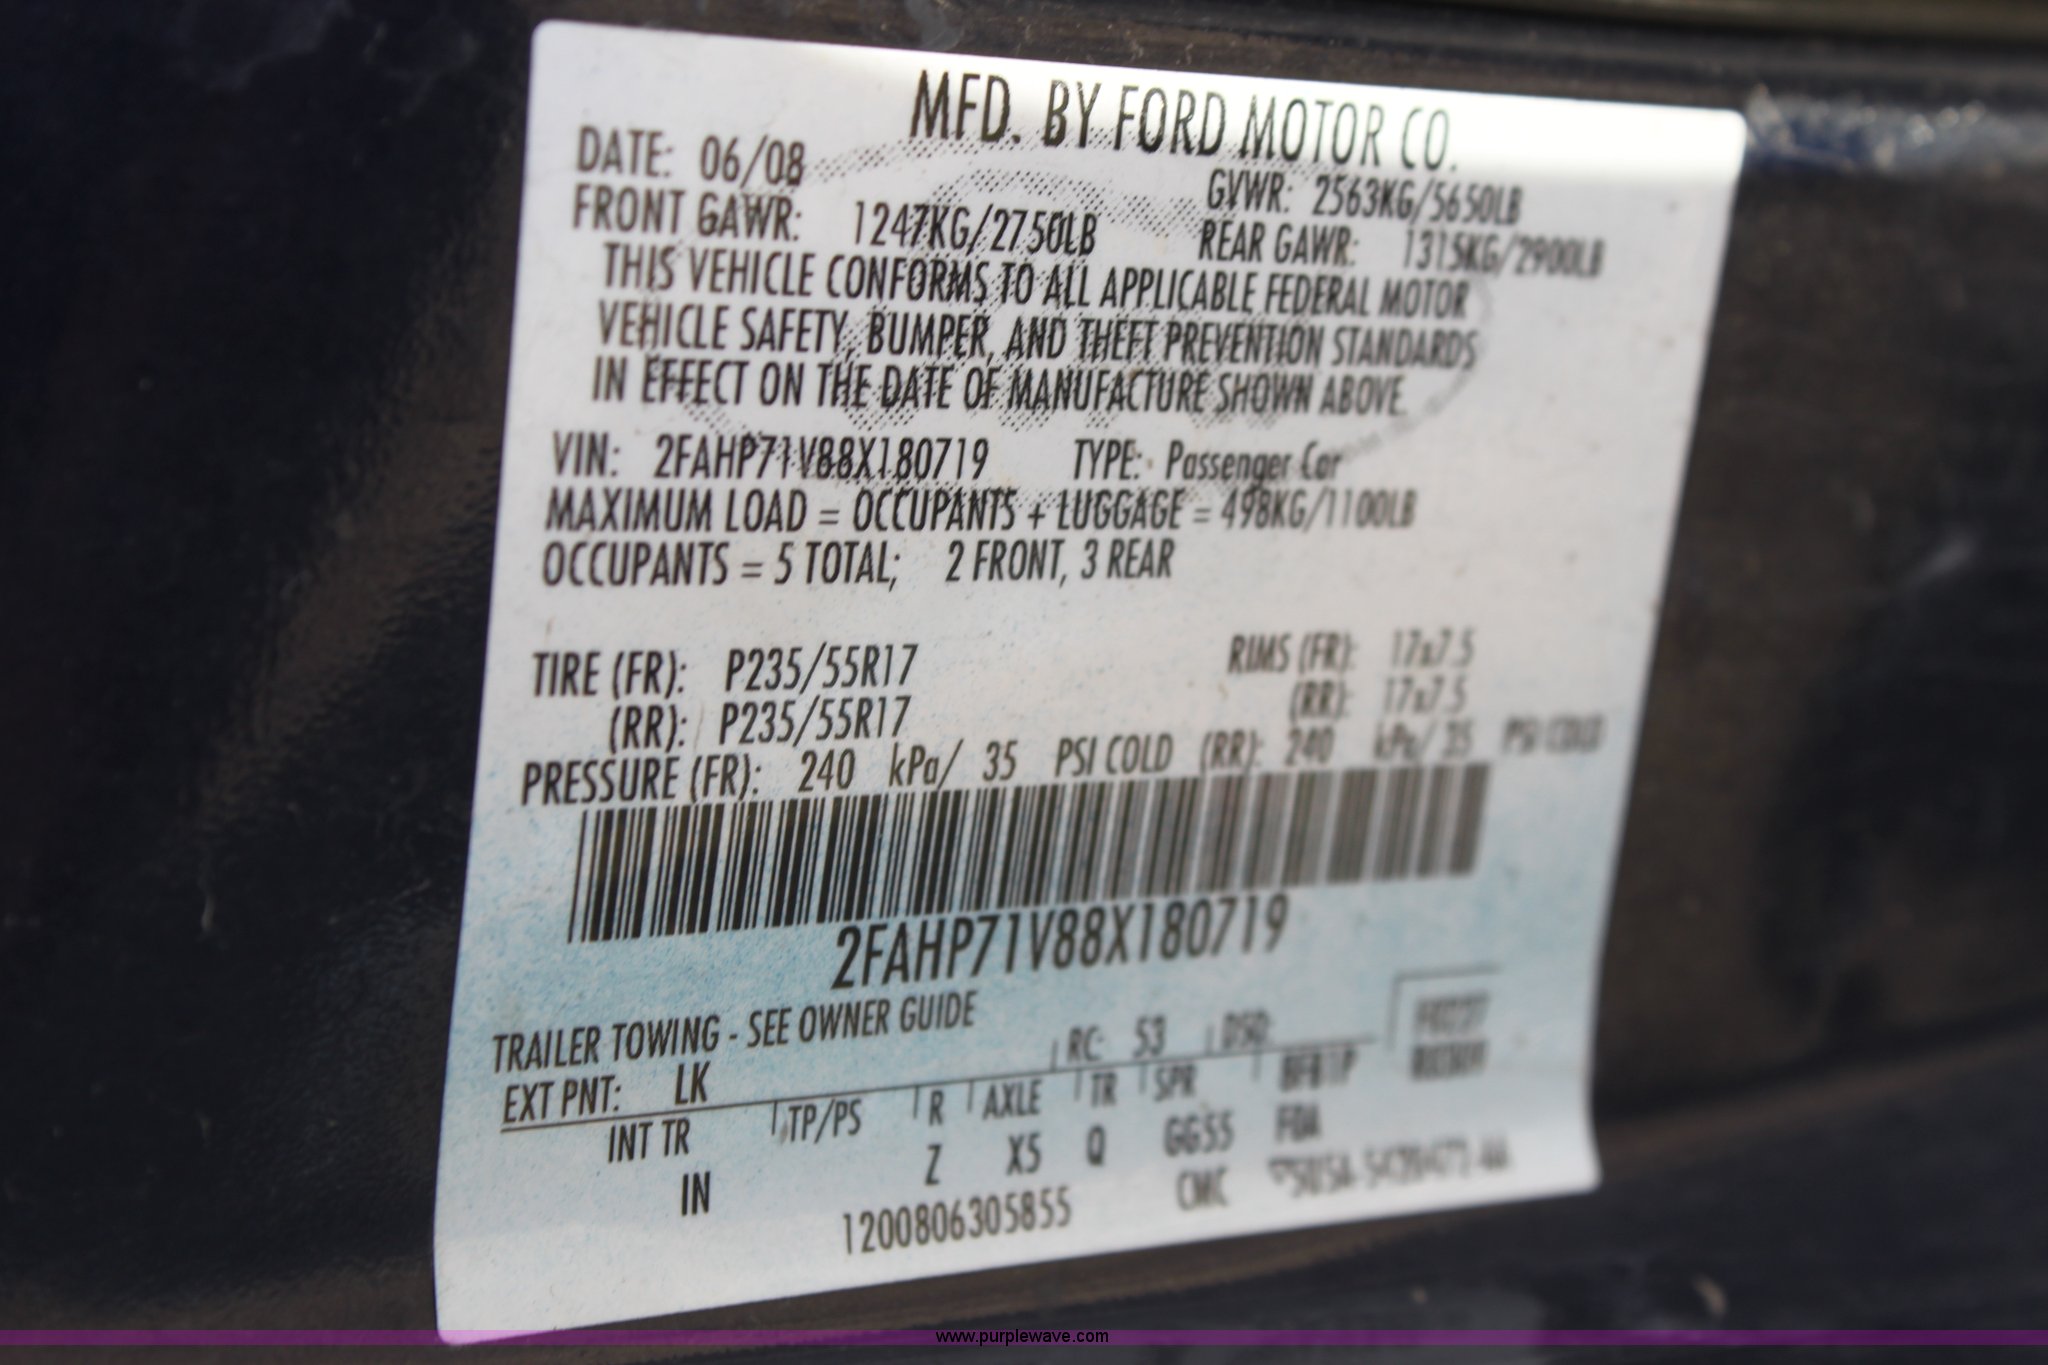 MFD. BY FORD MOTOR CO.
DATE: 06/08 GVWR: 2563KG/5650LB
FRONT GAWR: 1247KG/2750LB REAR GAWR: 1315KG/2900LB
THIS VEHICLE CONFORMS TO ALL APPLICABLE FEDERAL MOTOR
VEHICLE SAFETY, BUMPER, AND THEFT PREVENTION STANDARDS
IN EFFECT ON THE DATE OF MANUFACTURE SHOWN ABOVE.
VIN: 2FAHP71V88X180719 TYPE: Passenger Car
MAXIMUM LOAD = OCCUPANTS + LUGGAGE = 498KG/1100LB
OCCUPANTS = 5 TOTAL; 2 FRONT, 3 REAR
TIRE (FR): P235/55R17 RIMS (FR): 17x7.5
(RR): P235/55R17 (RR): 17x7.5
PRESSURE (FR): 240 kPa/ 35 PSI COLD (RR): 240 kPa/ 35 PSI COLD
2FAHP71V88X180719
TRAILER TOWING - SEE OWNER GUIDE
EXT PNT: LK RC: 53 DSO:
INT TR TP/PS R AXLE TR SPR
IN Z X5 Q GG55
1200806305855 CMC
www.purplewave.com